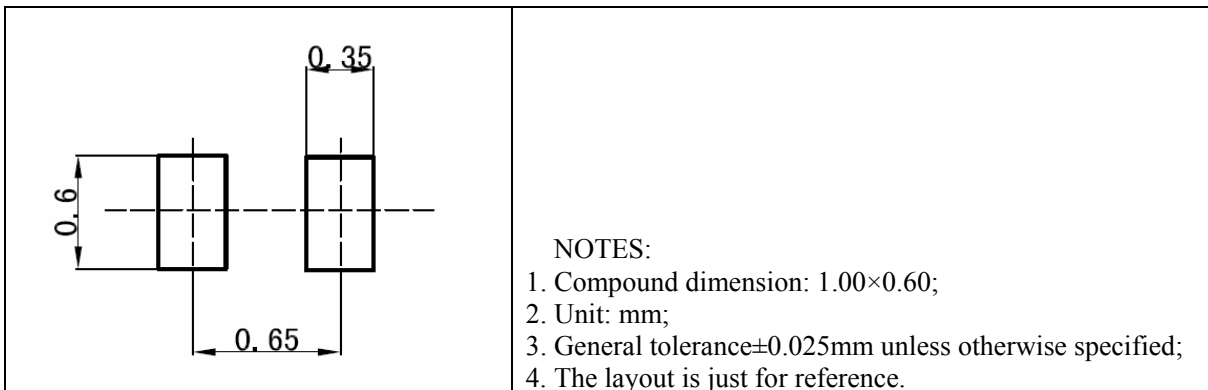 0.35
0.6
0.65
NOTES:
1. Compound dimension: 1.00×0.60;
2. Unit: mm;
3. General tolerance±0.025mm unless otherwise specified;
4. The layout is just for reference.